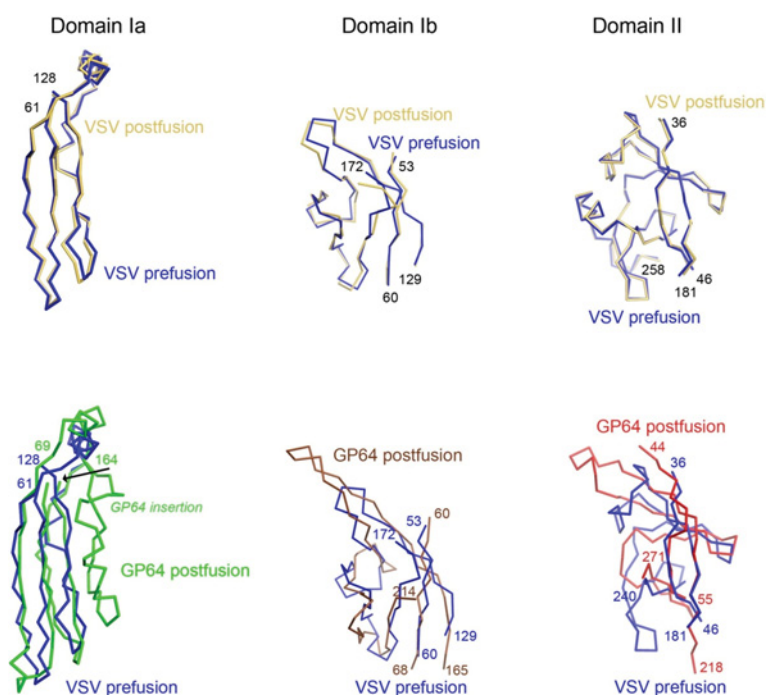 Domain Ia
Domain Ib
Domain II
128
61
VSV postfusion
VSV prefusion
VSV postfusion
VSV prefusion
172
53
129
60
VSV postfusion
36
258
46
181
VSV prefusion
69
128
164
61
GP64 insertion
GP64 postfusion
VSV prefusion
GP64 postfusion
53
60
172
214
129
60
68
165
VSV prefusion
GP64 postfusion
44
36
271
240
55
181
46
218
VSV prefusion